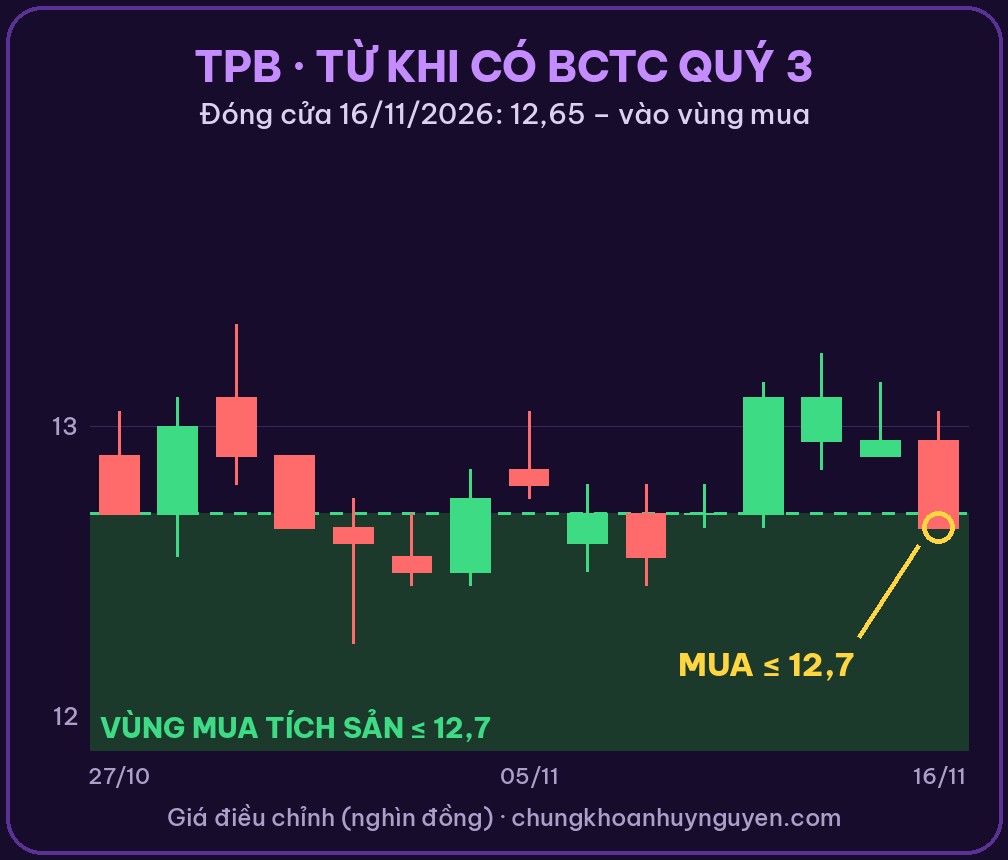 TPB · TỪ KHI CÓ BCTC QUÝ 3
Đóng cửa 16/11/2026: 12,65 – vào vùng mua
13
MUA ≤ 12,7
12
VÙNG MUA TÍCH SẢN ≤ 12,7
27/10 05/11 16/11
Giá điều chỉnh (nghìn đồng) · chungkhoanhuynguyen.com